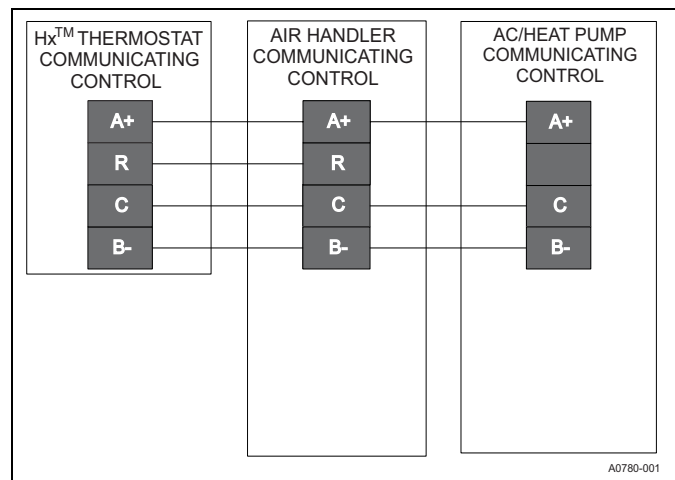 Hx™ THERMOSTAT
COMMUNICATING
CONTROL
A+
R
C
B-
AIR HANDLER
COMMUNICATING
CONTROL
A+
R
C
B-
AC/HEAT PUMP
COMMUNICATING
CONTROL
A+
C
B-
A0780-001